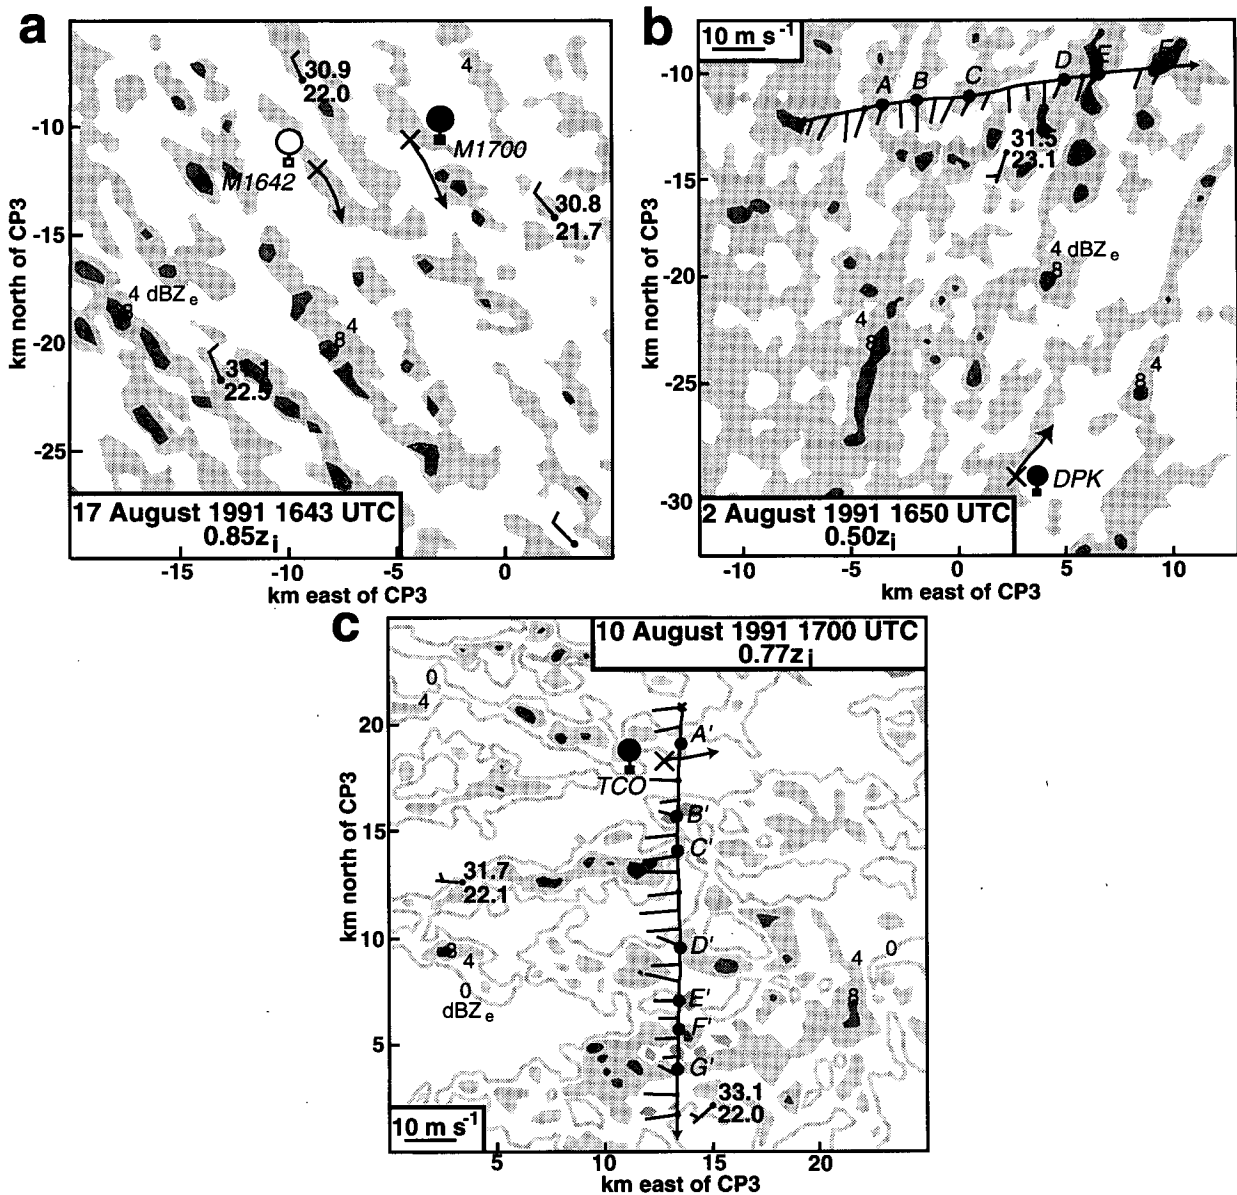 a
30.9
22.0
4
M1700
M1642
30.8
21.7
4 dBZe
8
4
8
22.5
-10
-15
-20
-25
km north of CP3
17 August 1991 1643 UTC
0.85zi
-15
-10
-5
0
km east of CP3
b
10 m s-1
A
B
C
D
E
F
31.5
23.1
4 dBZe
8
4
8
4
8
DPK
-10
-15
-20
-25
-30
km north of CP3
2 August 1991 1650 UTC
0.50zi
-10
-5
0
5
10
km east of CP3
c
10 August 1991 1700 UTC
0.77zi
0
4
A'
TCO
B'
C'
31.7
22.1
D'
8
4
0
dBZe
4
0
8
E'
F'
G'
33.1
22.0
20
15
10
5
km north of CP3
10 m s-1
5
10
15
20
km east of CP3